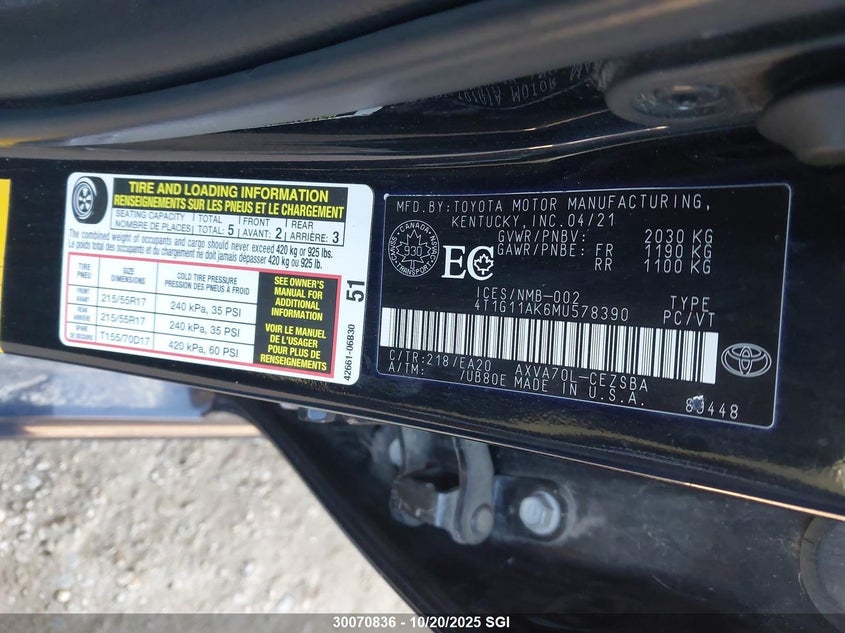 TIRE AND LOADING INFORMATION
RENSEIGNEMENTS SUR LES PNEUS ET LE CHARGEMENT
SEATING CAPACITY
NOMBRE DE PLACES:
TOTAL
TOTAL: 5
FRONT
AVANT: 2
REAR
ARRIÈRE: 3
The combined weight of occupants and cargo should never exceed 420 kg or 925 lbs.
Le poids total des occupants et du chargement ne doit jamais dépasser 420 kg ou 925 lb.
TIRE
PNEU
SIZE
DIMENSIONS
COLD TIRE PRESSURE
PRESSION DES PNEUS À FROID
FRONT
AVANT
215/55R17
240 kPa, 35 PSI
REAR
ARRIÈRE
215/55R17
240 kPa, 35 PSI
SPARE
DE SECOURS
T155/70D17
420 kPa, 60 PSI
SEE OWNER'S
MANUAL FOR
ADDITIONAL
INFORMATION
VOIR LE MANUEL
DE L'USAGER
POUR PLUS DE
RENSEIGNEMENTS
51
42661-06B30
MFD.BY:TOYOTA MOTOR MANUFACTURING,
KENTUCKY, INC. 04/21
GVWR/PNBV: 2030 KG
GAWR/PNBE: FR 1190 KG
RR 1100 KG
CANADA
930
TRANSPORT
EC
ICES/NMB-002
TYPE
4T1G11AK6MU578390
PC/VT
C/TR:218/EA20 AXVA70L-CEZSBA
A/TM: /UB80E MADE IN U.S.A.
TOYOTA
448
30070836 - 10/20/2025 SGI